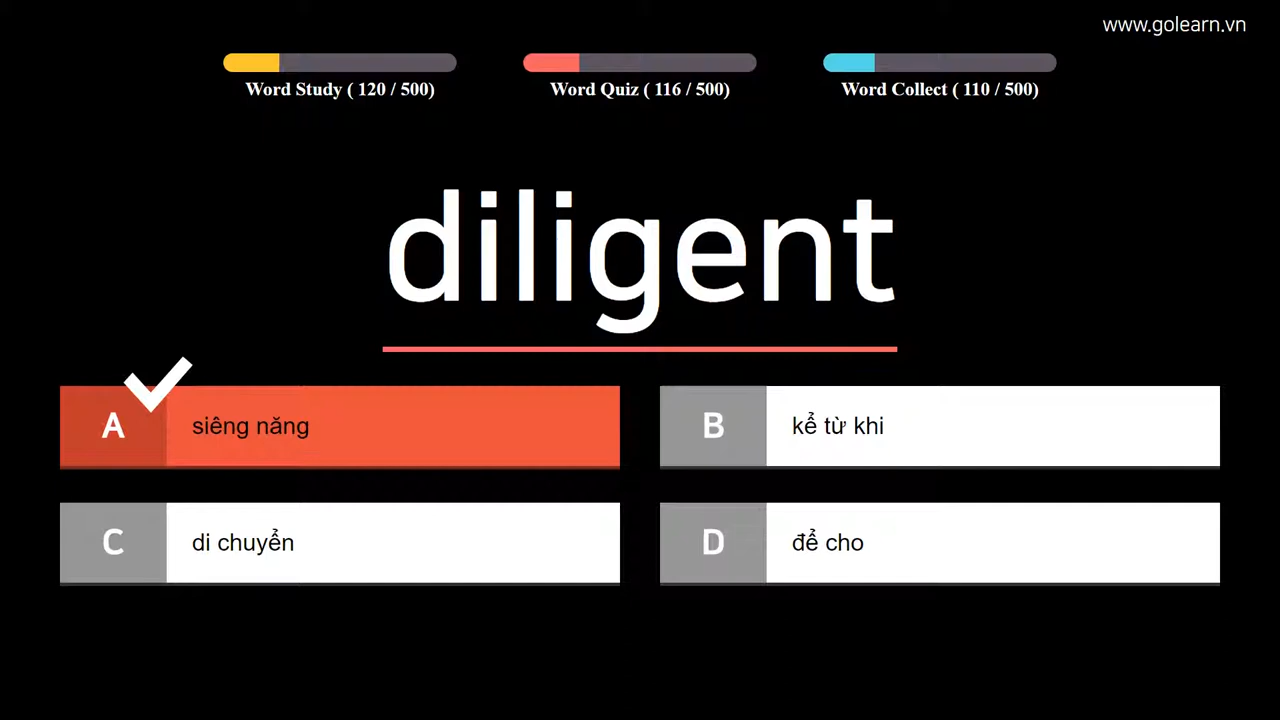 www.golearn.vn
Word Study ( 120 / 500)
Word Quiz ( 116 / 500)
Word Collect ( 110 / 500)
diligent
A siêng năng
B kể từ khi
C di chuyển
D để cho